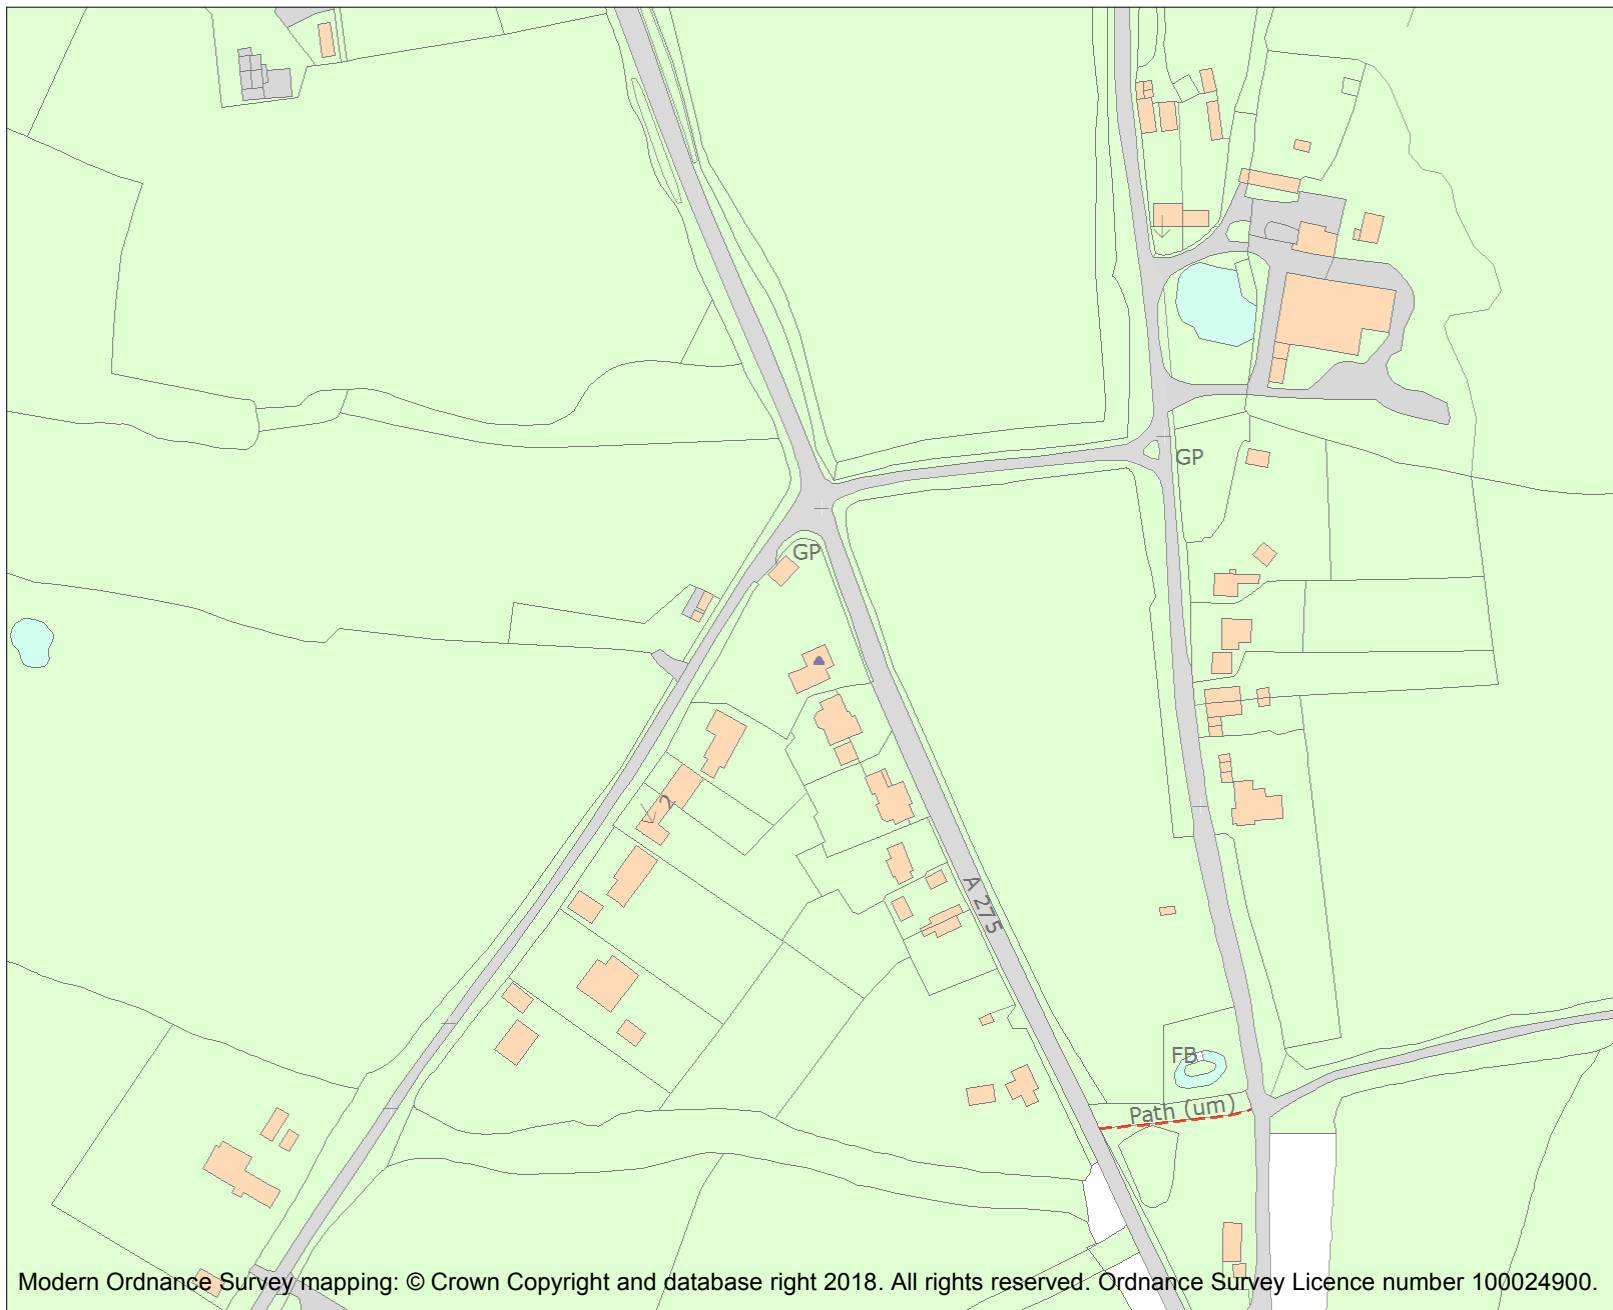 GP
GP
2
A 275
FB
Path (um)
Modern Ordnance Survey mapping: © Crown Copyright and database right 2018. All rights reserved. Ordnance Survey Licence number 100024900.